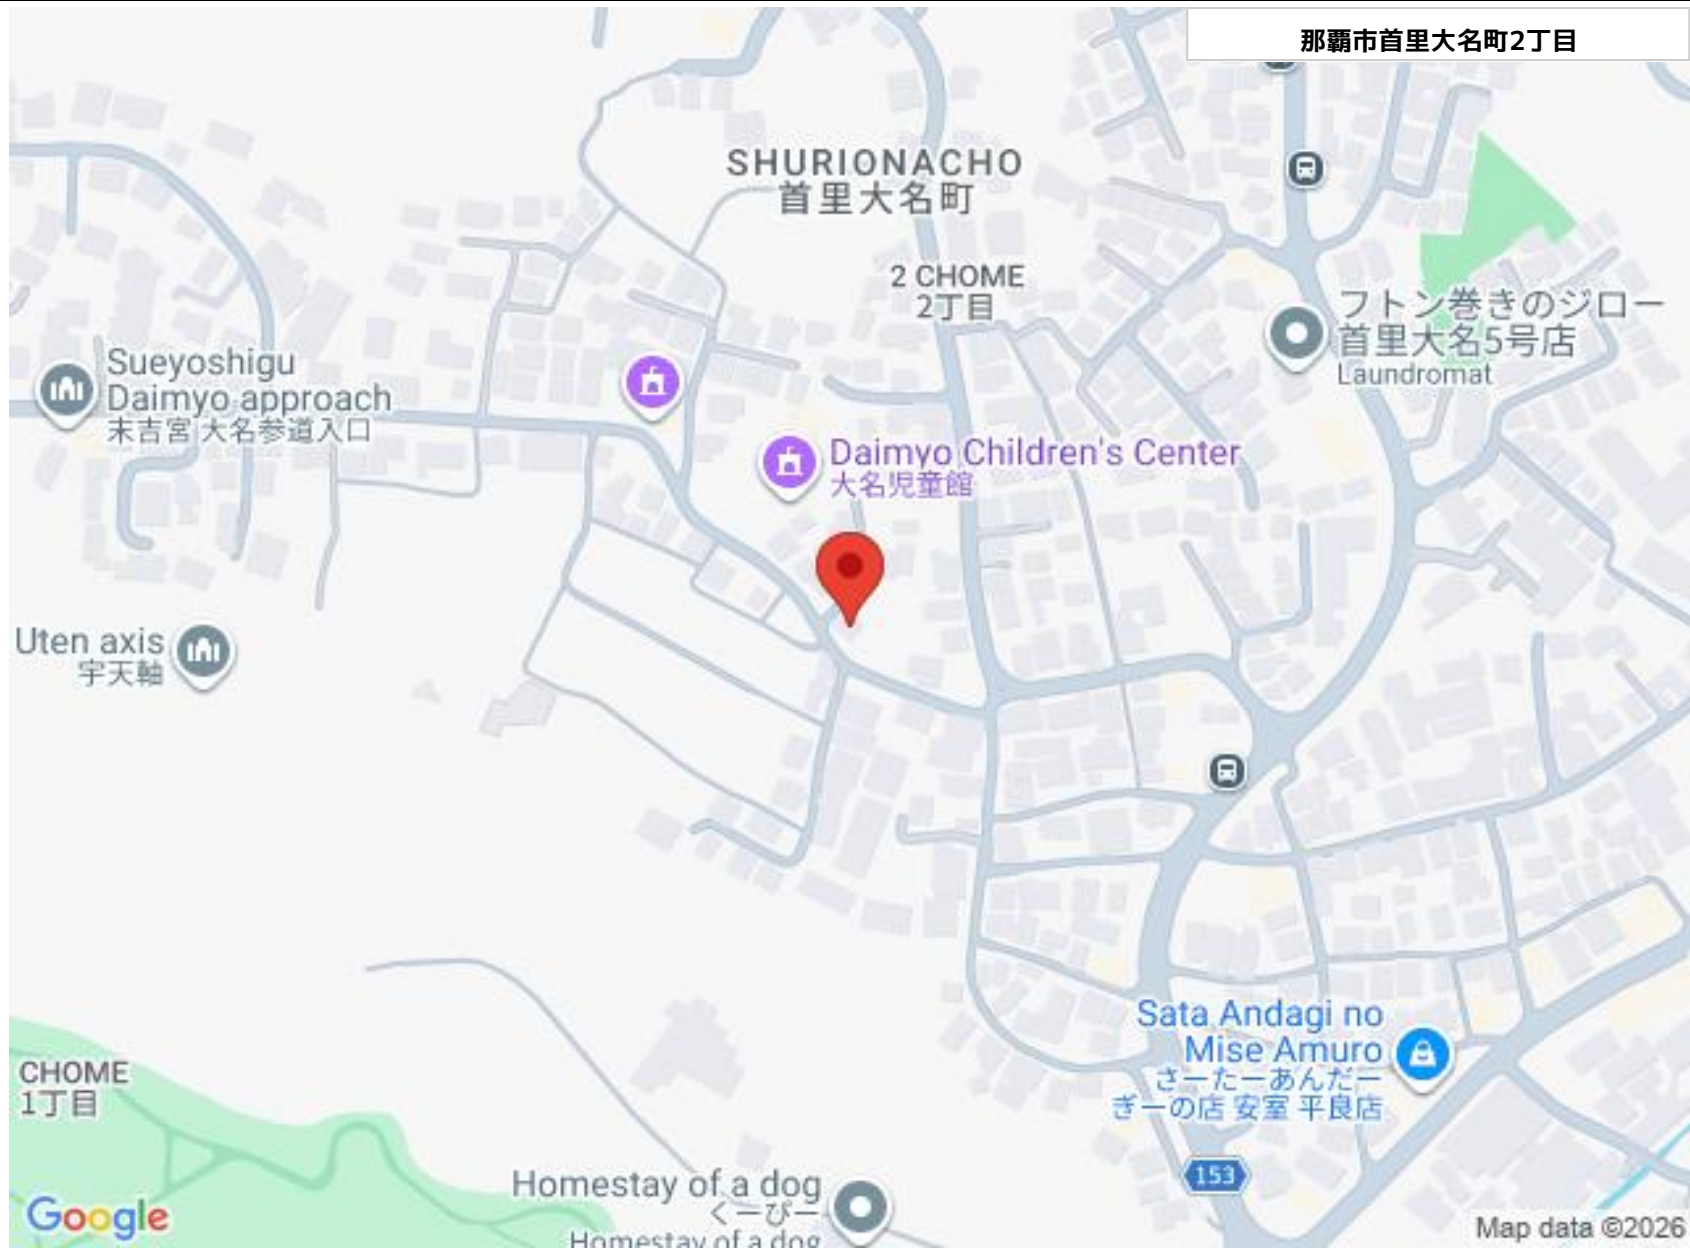 那覇市首里大名町2丁目
SHURIONACHO
首里大名町
2 CHOME
2丁目
フトン巻きのジロー
首里大名5号店
Laundromat
Sueyoshigu
Daimyo approach
末吉宮 大名参道入口
Daimyo Children's Center
大名児童館
Uten axis
宇天軸
Sata Andagi no
Mise Amuro
さーたーあんだー
ぎーの店 安室 平良店
CHOME
1丁目
153
Homestay of a dog
くーぴー
Homestay of a dog
Google
Map data ©2026